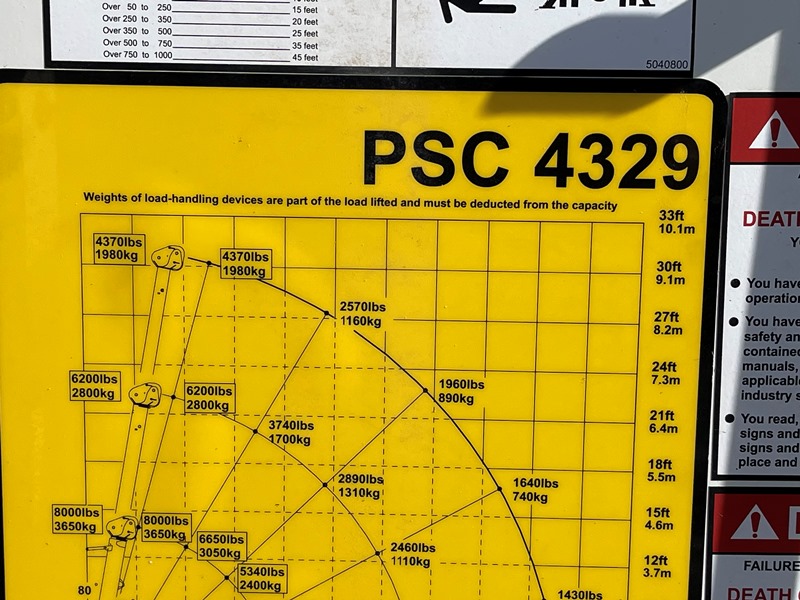 Over 50 to 250
15 feet
Over 250 to 350
20 feet
Over 350 to 500
25 feet
Over 500 to 750
35 feet
Over 750 to 1000
45 feet
5040800
PSC 4329
Weights of load-handling devices are part of the load lifted and must be deducted from the capacity
33ft
10.1m
4370lbs
1980kg
4370lbs
1980kg
30ft
9.1m
2570lbs
1160kg
27ft
8.2m
24ft
7.3m
6200lbs
2800kg
6200lbs
2800kg
1960lbs
890kg
21ft
6.4m
3740lbs
1700kg
18ft
5.5m
2890lbs
1310kg
1640lbs
740kg
15ft
4.6m
8000lbs
3650kg
8000lbs
3650kg
6650lbs
3050kg
2460lbs
1110kg
12ft
3.7m
5340lbs
2400kg
80°
1430lbs
DEATH
You have
operation
You have
safety an
contained
manuals,
applicable
industry s
You read,
signs and
signs and
place and
FAILURE
DEATH